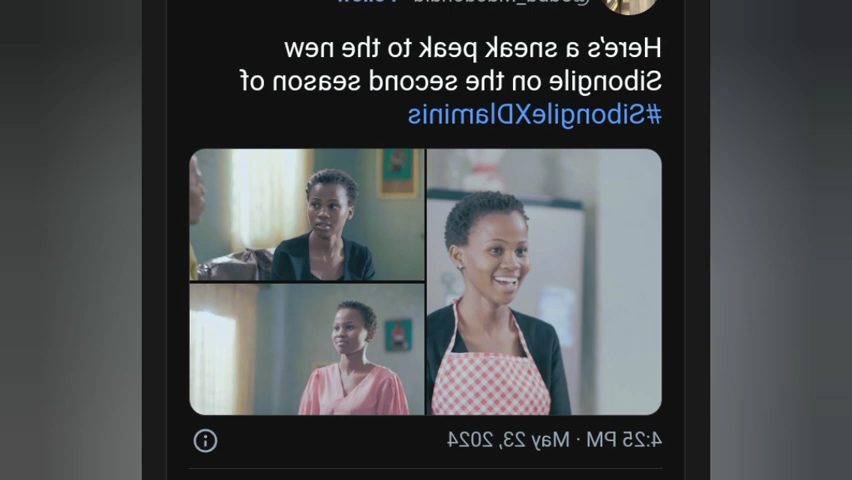 Here's a sneak peak to the new
Sibongile on the second season of
#SibongileXDlaminis
4:25 PM · May 23, 2024